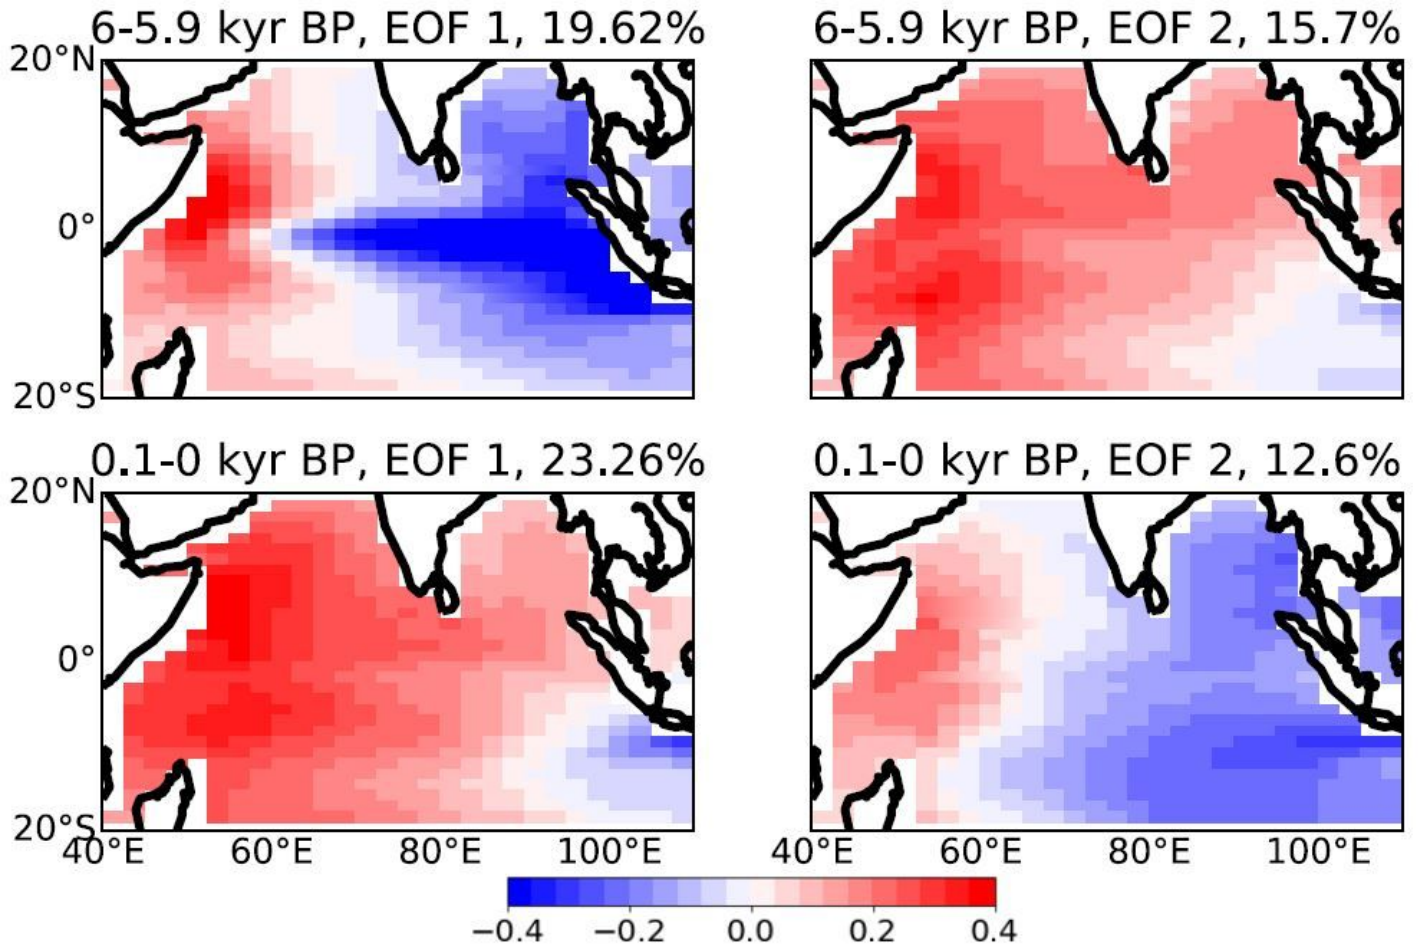 6-5.9 kyr BP, EOF 1, 19.62%
6-5.9 kyr BP, EOF 2, 15.7%
20°N
0°
20°S
0.1-0 kyr BP, EOF 1, 23.26%
0.1-0 kyr BP, EOF 2, 12.6%
20°N
0°
20°S
40°E 60°E 80°E 100°E
40°E 60°E 80°E 100°E
−0.4 −0.2 0.0 0.2 0.4